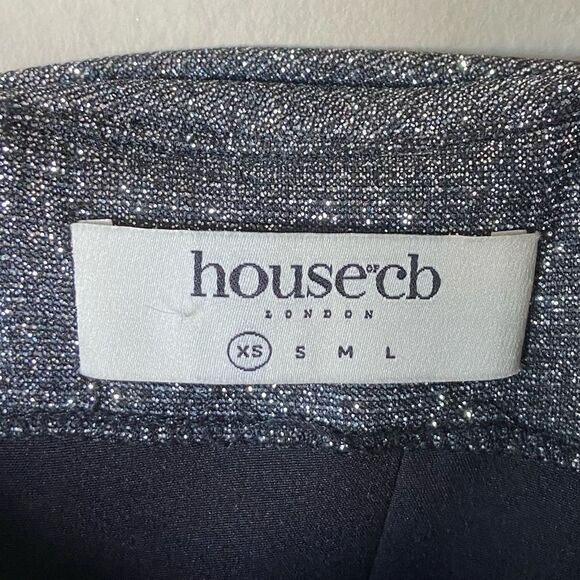 house OF cb
LONDON
XS S M L